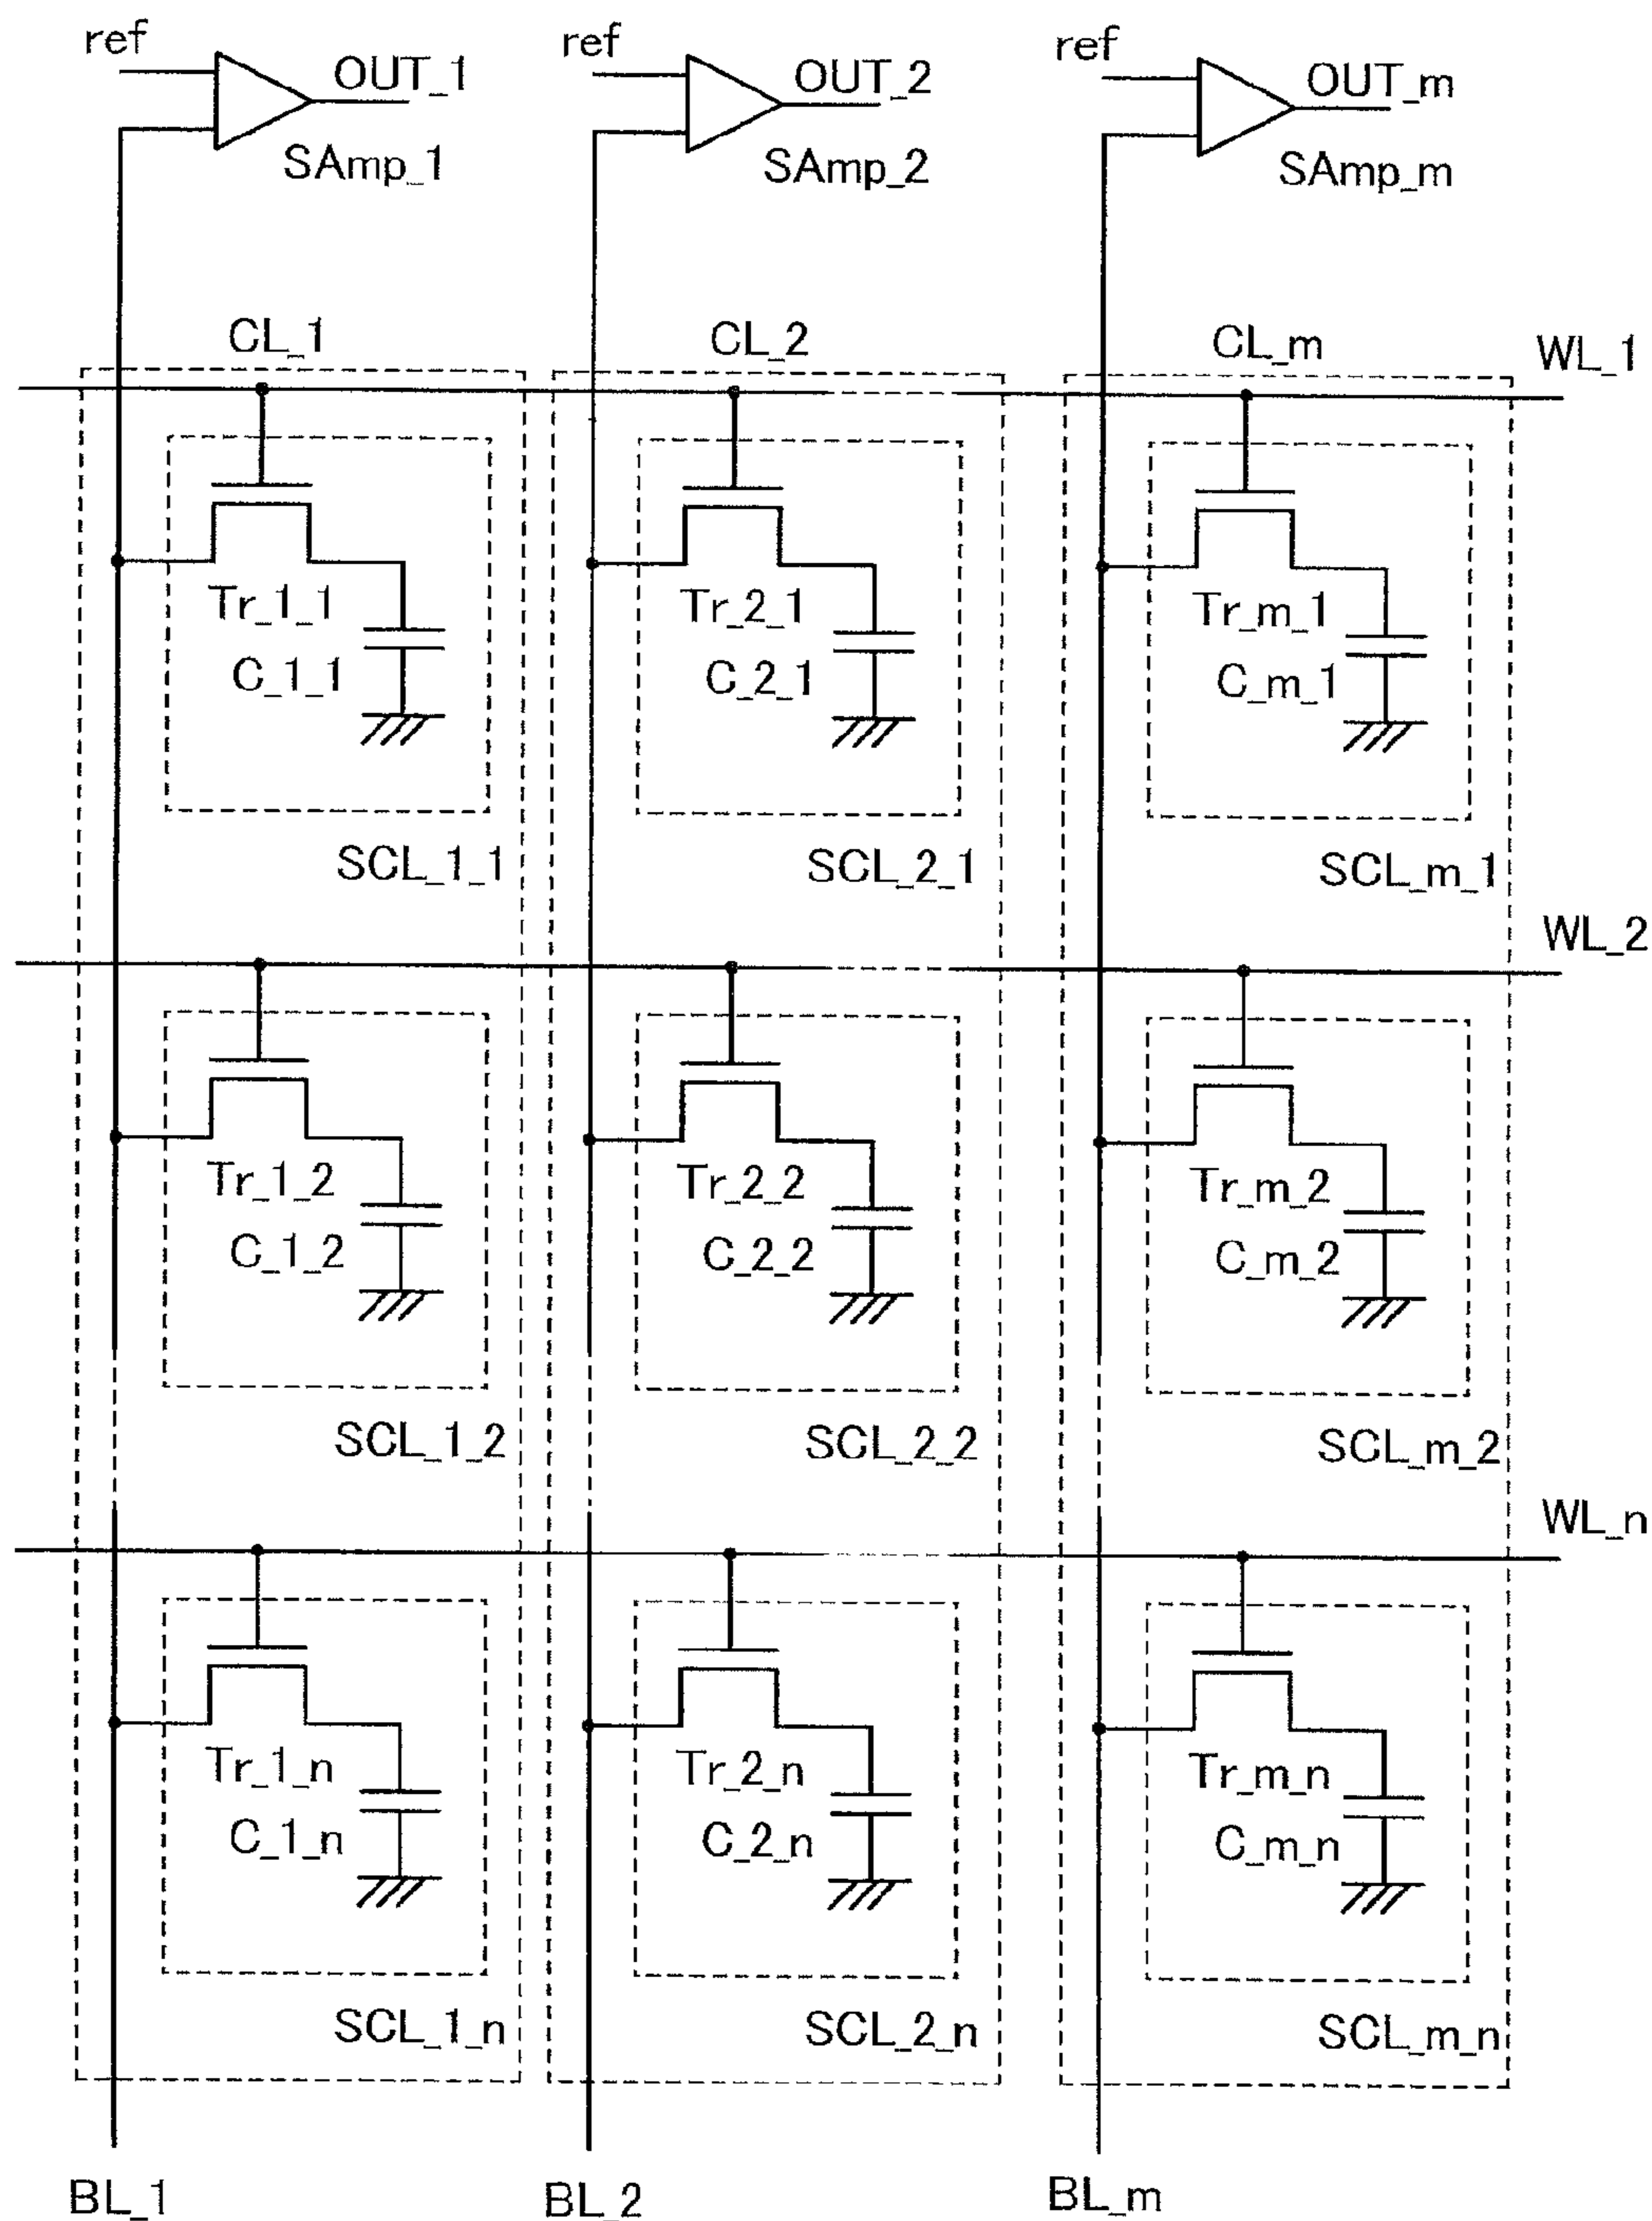 ref ref ref
OUT_1 OUT_2 OUT_m
SAmp_1 SAmp_2 SAmp_m
CL_1 CL_2 CL_m WL_1
Tr_1_1 Tr_2_1 Tr_m_1
C_1_1 C_2_1 C_m_1
SCL_1_1 SCL_2_1 SCL_m_1
WL_2
Tr_1_2 Tr_2_2 Tr_m_2
C_1_2 C_2_2 C_m_2
SCL_1_2 SCL_2_2 SCL_m_2
WL_n
Tr_1_n Tr_2_n Tr_m_n
C_1_n C_2_n C_m_n
SCL_1_n SCL_2_n SCL_m_n
BL_1 BL_2 BL_m